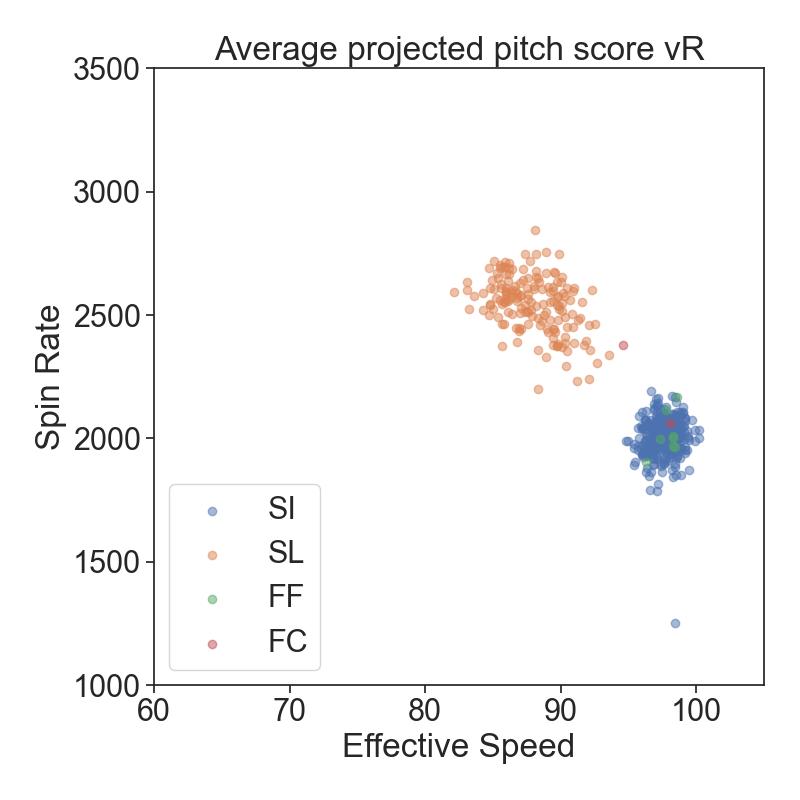 Average projected pitch score vR
3500
3000
2500
2000
1500
1000
Spin Rate
SI
SL
FF
FC
60 70 80 90 100
Effective Speed